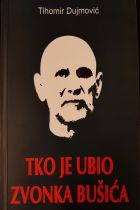 Tihomir Dujmović
TKO JE UBIO
ZVONKA BUŠIĆA